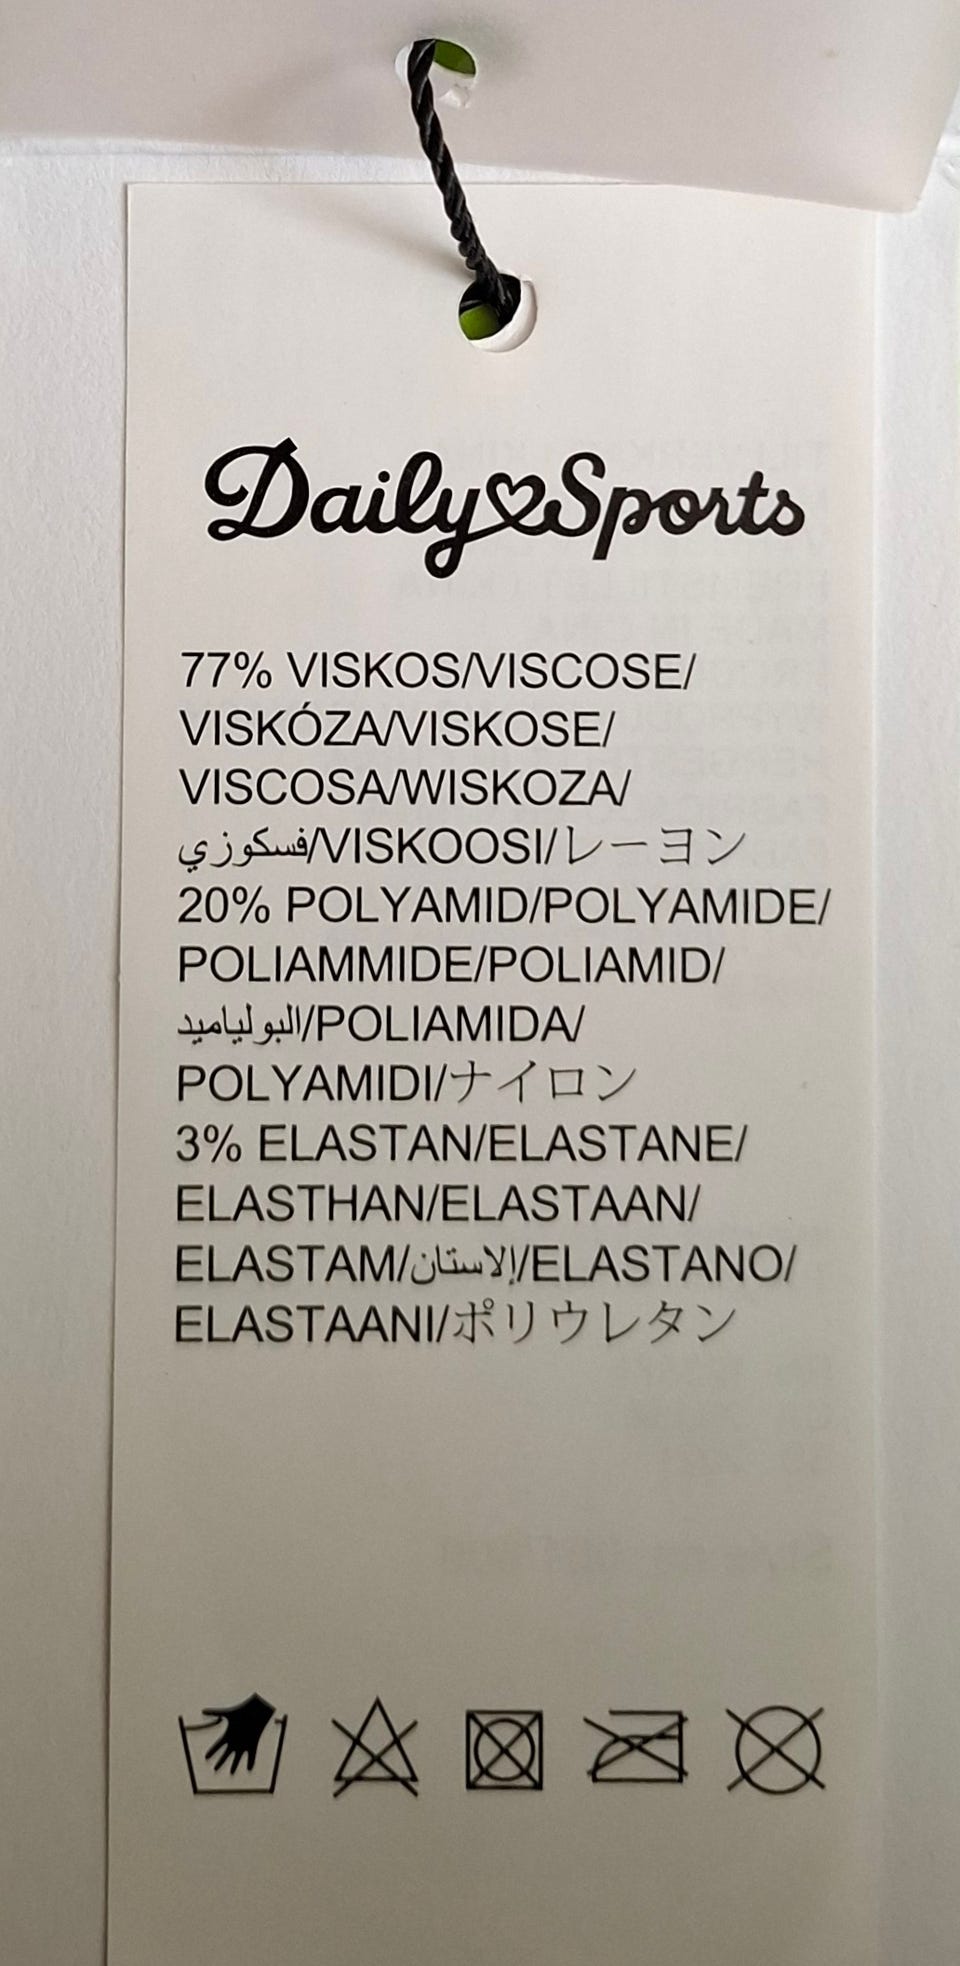 Daily Sports
77% VISKOS/VISCOSE/
VISKÓZA/VISKOSE/
VISCOSA/WISKOZA/
فسكوزي/VISKOOSI/レーヨン
20% POLYAMID/POLYAMIDE/
POLIAMMIDE/POLIAMID/
البولياميد/POLIAMIDA/
POLYAMIDI/ナイロン
3% ELASTAN/ELASTANE/
ELASTHAN/ELASTAAN/
ELASTAM/إلاستان/ELASTANO/
ELASTAANI/ポリウレタン